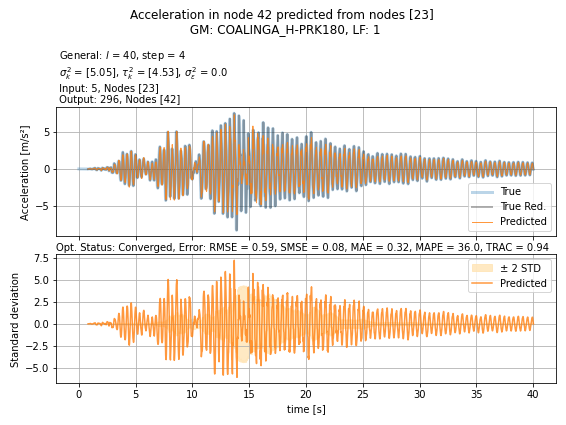 Acceleration in node 42 predicted from nodes [23]
GM: COALINGA_H-PRK180, LF: 1
General: l = 40, step = 4
σ²ₖ = [5.05], τ²ₖ = [4.53], σ²ε = 0.0
Input: 5, Nodes [23]
Output: 296, Nodes [42]
Acceleration [m/s²]
5
0
−5
True
True Red.
Predicted
Opt. Status: Converged, Error: RMSE = 0.59, SMSE = 0.08, MAE = 0.32, MAPE = 36.0, TRAC = 0.94
Standard deviation
7.5
5.0
2.5
0.0
−2.5
−5.0
± 2 STD
Predicted
0 5 10 15 20 25 30 35 40
time [s]